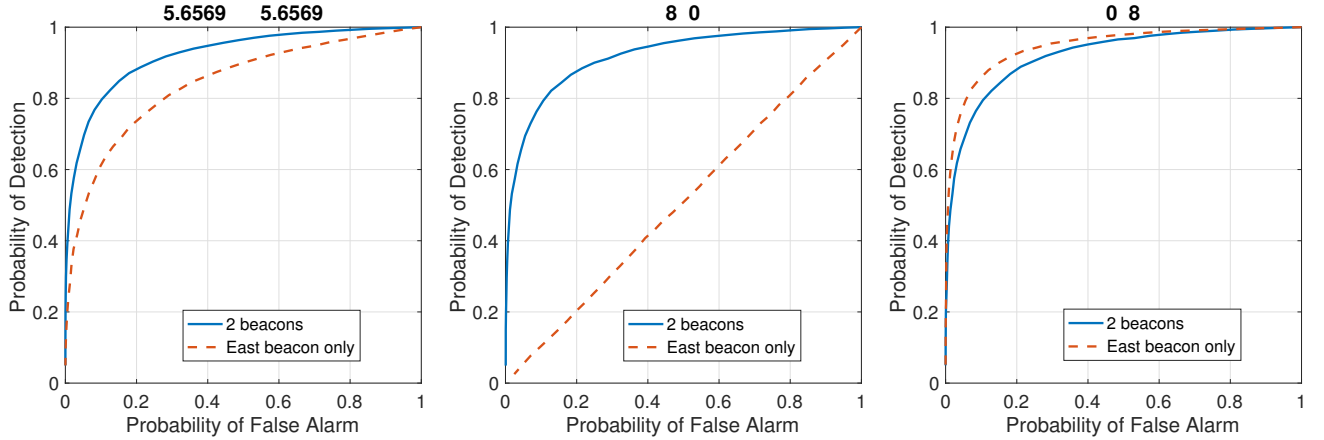 5.6569 5.6569
1
0.8
0.6
0.4
0.2
0
Probability of Detection
2 beacons
East beacon only
0 0.2 0.4 0.6 0.8 1
Probability of False Alarm
8 0
1
0.8
0.6
0.4
0.2
0
Probability of Detection
2 beacons
East beacon only
0 0.2 0.4 0.6 0.8 1
Probability of False Alarm
0 8
1
0.8
0.6
0.4
0.2
0
Probability of Detection
2 beacons
East beacon only
0 0.2 0.4 0.6 0.8 1
Probability of False Alarm